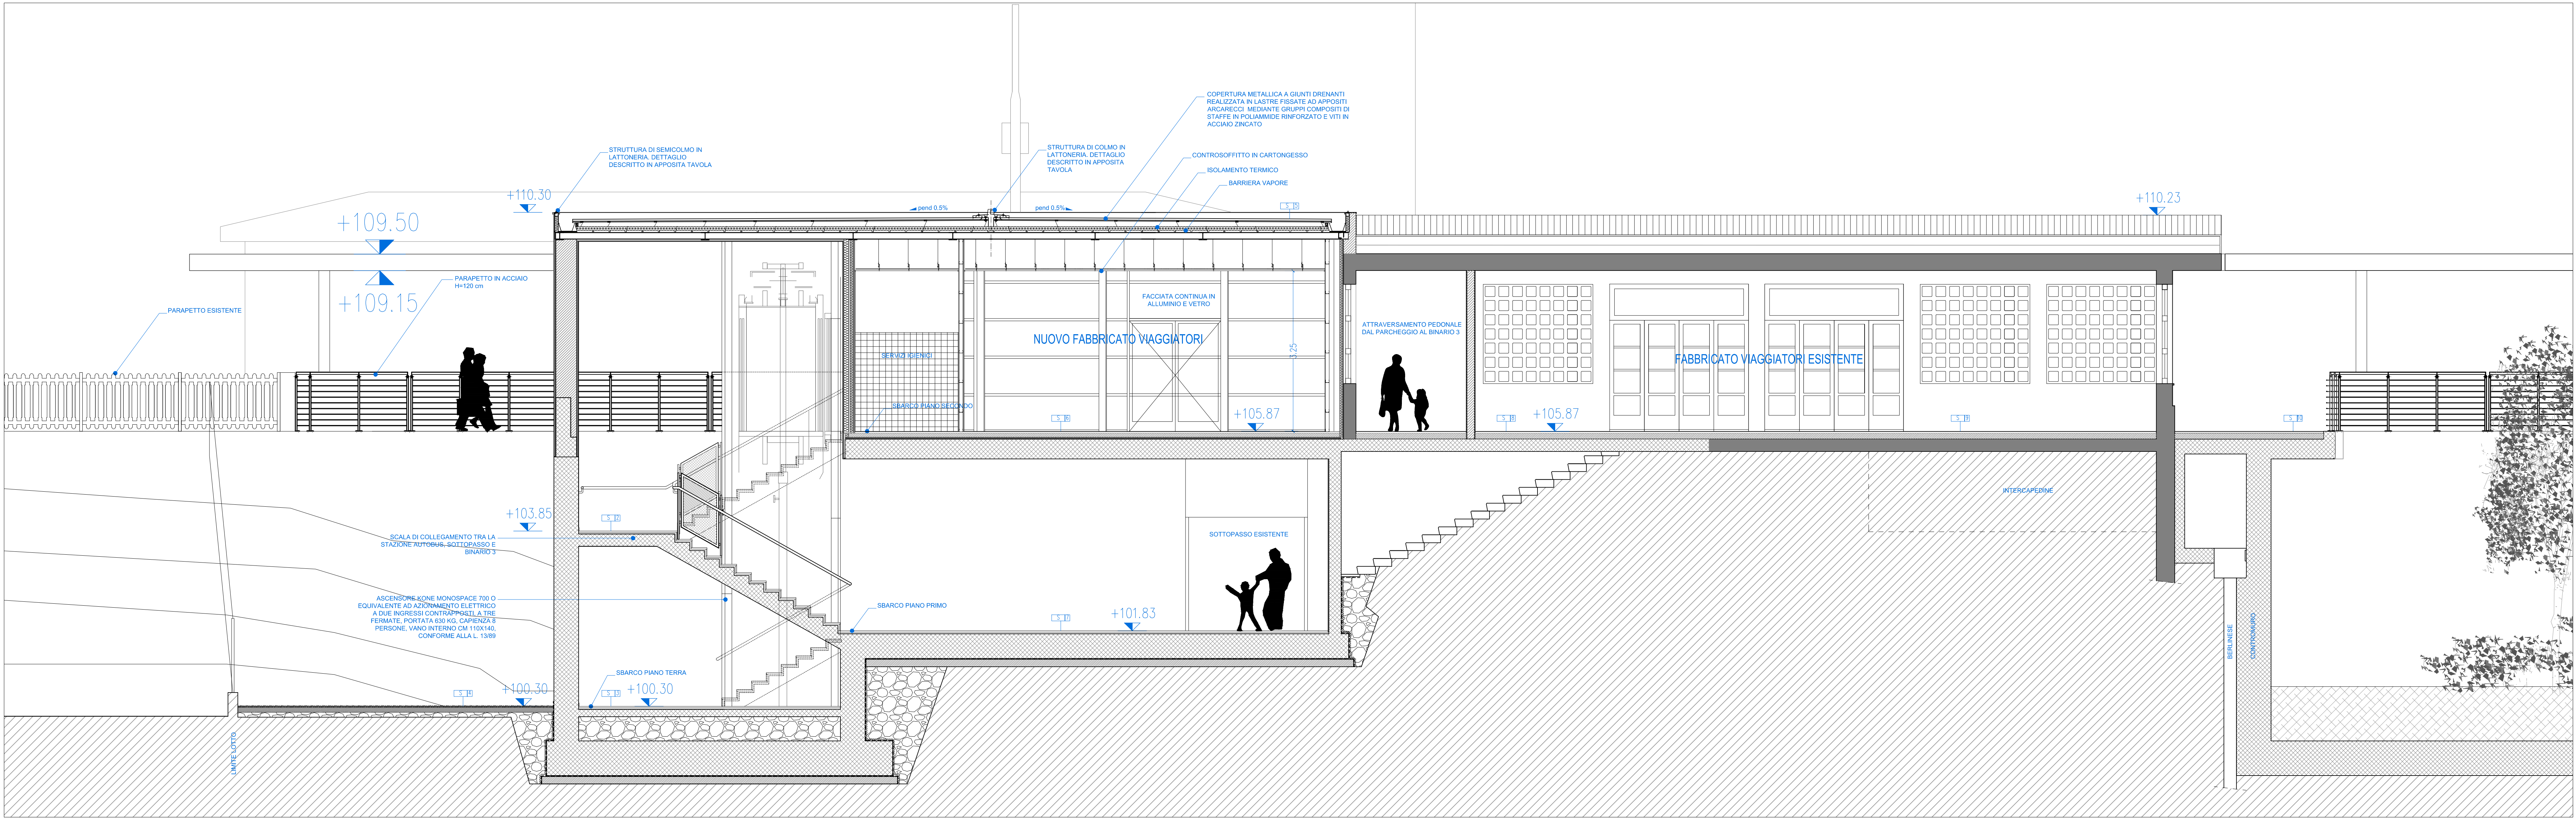 COPERTURA METALLICA A GIUNTI DRENANTI
REALIZZATA IN LASTRE FISSATE AD APPOSITI
ARCARECCI MEDIANTE GRUPPI COMPOSITI DI
STAFFE IN POLIAMMIDE RINFORZATO E VITI IN
ACCIAIO ZINCATO
STRUTTURA DI SEMICOLMO IN
LATTONERIA. DETTAGLIO
DESCRITTO IN APPOSITA TAVOLA
STRUTTURA DI COLMO IN
LATTONERIA. DETTAGLIO
DESCRITTO IN APPOSITA
TAVOLA
CONTROSOFFITTO IN CARTONGESSO
ISOLAMENTO TERMICO
BARRIERA VAPORE
+110.30
+110.23
pend 0.5%
pend 0.5%
+109.50
+109.15
PARAPETTO IN ACCIAIO
H=120 cm
PARAPETTO ESISTENTE
FACCIATA CONTINUA IN
ALLUMINIO E VETRO
NUOVO FABBRICATO VIAGGIATORI
SERVIZI IGIENICI
3.25
ATTRAVERSAMENTO PEDONALE
DAL PARCHEGGIO AL BINARIO 3
FABBRICATO VIAGGIATORI ESISTENTE
SBARCO PIANO SECONDO
+105.87
+105.87
INTERCAPEDINE
+103.85
SCALA DI COLLEGAMENTO TRA LA
STAZIONE AUTOBUS, SOTTOPASSO E
BINARIO 3
SOTTOPASSO ESISTENTE
ASCENSORE KONE MONOSPACE 700 O
EQUIVALENTE AD AZIONAMENTO ELETTRICO
A DUE INGRESSI CONTRAPPOSTI, A TRE
FERMATE, PORTATA 630 KG, CAPIENZA 8
PERSONE, VANO INTERNO CM 110X140,
CONFORME ALLA L. 13/89
SBARCO PIANO PRIMO
+101.83
SBARCO PIANO TERRA
+100.30
+100.30
LIMITE LOTTO
BERLINESE
CONTROMURO